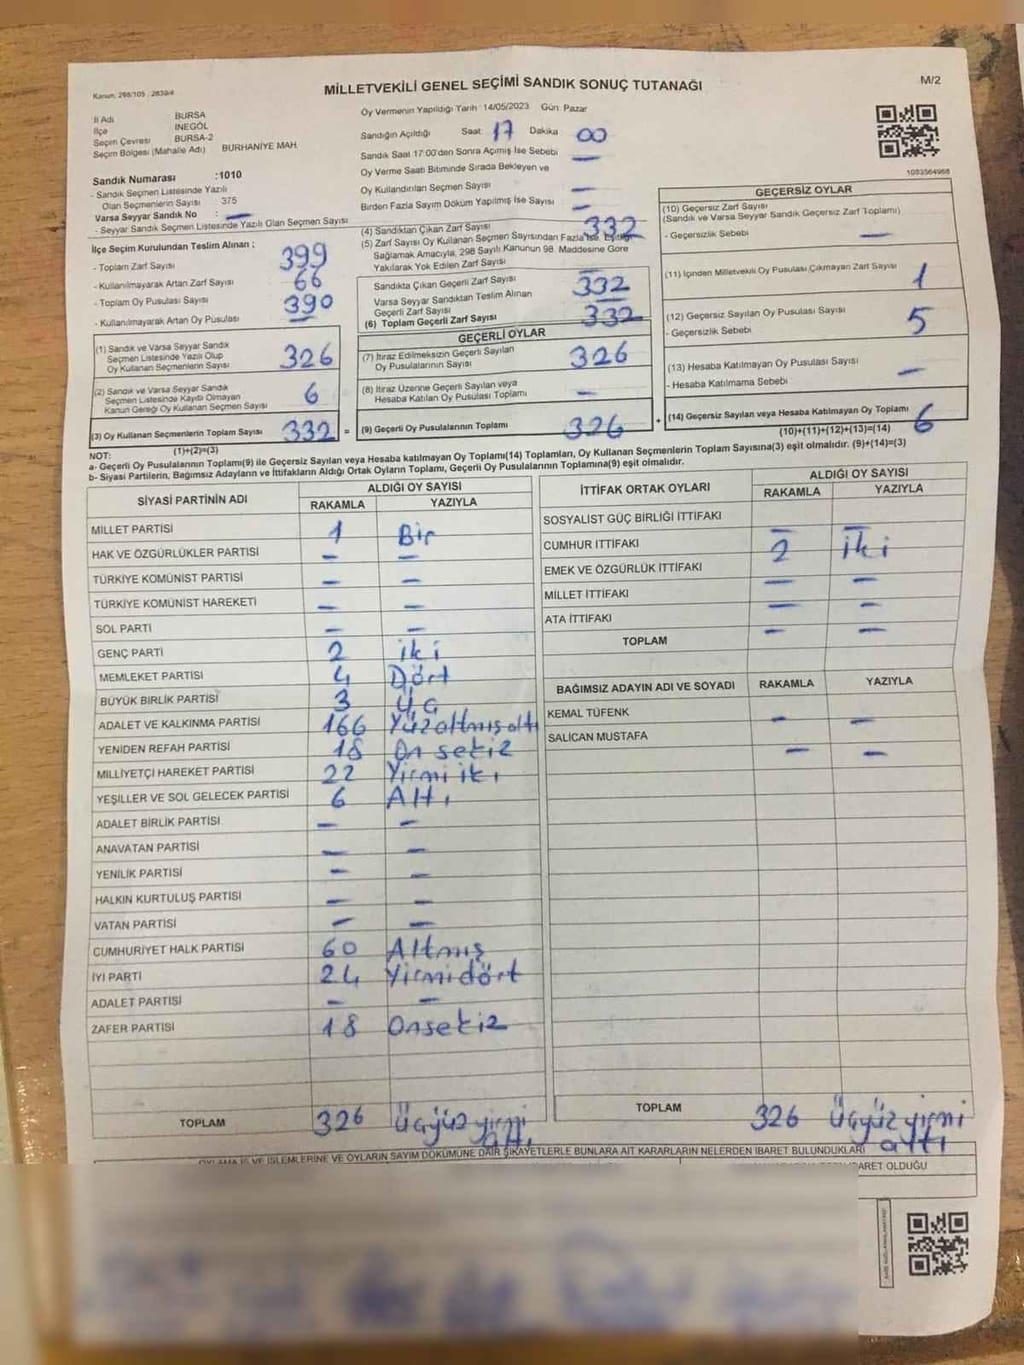 Kanun: 298/105 : 2839/4
MİLLETVEKİLİ GENEL SEÇİMİ SANDIK SONUÇ TUTANAĞI
M/2
İl Adı BURSA
İlçe İNEGÖL
Seçim Çevresi BURSA-2
Seçim Bölgesi (Mahalle Adı) BURHANİYE MAH.
Sandık Numarası :1010
- Sandık Seçmen Listesinde Yazılı
Olan Seçmenlerin Sayısı 375
Varsa Seyyar Sandık No : —
- Seyyar Sandık Seçmen Listesinde Yazılı Olan Seçmen Sayısı
Oy Vermenin Yapıldığı Tarih :14/05/2023 Gün: Pazar
Sandığın Açıldığı Saat: 17 Dakika 00
Sandık Saat 17:00'den Sonra Açılmış İse Sebebi —
Oy Verme Saati Bitiminde Sırada Bekleyen ve
Oy Kullandırılan Seçmen Sayısı —
Birden Fazla Sayım Döküm Yapılmış İse Sayısı —
1083564968
İlçe Seçim Kurulundan Teslim Alınan :
- Toplam Zarf Sayısı 399
- Kullanılmayarak Artan Zarf Sayısı 66
- Toplam Oy Pusulası Sayısı 390
- Kullanılmayarak Artan Oy Pusulası —
(1) Sandık ve Varsa Seyyar Sandık
Seçmen Listesinde Yazılı Olup
Oy Kullanan Seçmenlerin Sayısı 326
(2) Sandık ve Varsa Seyyar Sandık
Seçmen Listesinde Kaydı Olmayan
Kanun Gereği Oy Kullanan Seçmen Sayısı 6
(3) Oy Kullanan Seçmenlerin Toplam Sayısı 332 =
(1)+(2)=(3)
(4) Sandıktan Çıkan Zarf Sayısı 332
(5) Zarf Sayısı Oy Kullanan Seçmen Sayısından Fazla İse, Eşitliği
Sağlamak Amacıyla, 298 Sayılı Kanunun 98. Maddesine Göre
Yakılarak Yok Edilen Zarf Sayısı —
Sandıkta Çıkan Geçerli Zarf Sayısı 332
Varsa Seyyar Sandıktan Teslim Alınan
Geçerli Zarf Sayısı —
(6) Toplam Geçerli Zarf Sayısı 332
GEÇERLİ OYLAR
(7) İtiraz Edilmeksizin Geçerli Sayılan
Oy Pusulalarının Sayısı 326
(8) İtiraz Üzerine Geçerli Sayılan veya
Hesaba Katılan Oy Pusulası Toplamı —
(9) Geçerli Oy Pusulalarının Toplamı 326 +
GEÇERSİZ OYLAR
(10) Geçersiz Zarf Sayısı
(Sandık ve Varsa Seyyar Sandık Geçersiz Zarf Toplamı)
- Geçersizlik Sebebi —
(11) İçinden Milletvekili Oy Pusulası Çıkmayan Zarf Sayısı 1
(12) Geçersiz Sayılan Oy Pusulası Sayısı 5
- Geçersizlik Sebebi
(13) Hesaba Katılmayan Oy Pusulası Sayısı
- Hesaba Katılmama Sebebi —
(14) Geçersiz Sayılan veya Hesaba Katılmayan Oy Toplamı 6
(10)+(11)+(12)+(13)=(14)
NOT:
a- Geçerli Oy Pusulalarının Toplamı(9) ile Geçersiz Sayılan veya Hesaba katılmayan Oy Toplamı(14) Toplamları, Oy Kullanan Seçmenlerin Toplam Sayısına(3) eşit olmalıdır. (9)+(14)=(3)
b- Siyasi Partilerin, Bağımsız Adayların ve İttifakların Aldığı Ortak Oyların Toplamı, Geçerli Oy Pusulalarının Toplamına(9) eşit olmalıdır.
SİYASİ PARTİNİN ADI ALDIĞI OY SAYISI
RAKAMLA YAZIYLA
MİLLET PARTİSİ 1 Bir
HAK VE ÖZGÜRLÜKLER PARTİSİ — —
TÜRKİYE KOMÜNİST PARTİSİ — —
TÜRKİYE KOMÜNİST HAREKETİ — —
SOL PARTİ — —
GENÇ PARTİ 2 İki
MEMLEKET PARTİSİ 4 Dört
BÜYÜK BİRLİK PARTİSİ 3 Üç
ADALET VE KALKINMA PARTİSİ 166 Yüzaltmışaltı
YENİDEN REFAH PARTİSİ 18 On sekiz
MİLLİYETÇİ HAREKET PARTİSİ 22 Yirmi iki
YEŞİLLER VE SOL GELECEK PARTİSİ 6 Altı
ADALET BİRLİK PARTİSİ — —
ANAVATAN PARTİSİ — —
YENİLİK PARTİSİ — —
HALKIN KURTULUŞ PARTİSİ — —
VATAN PARTİSİ — —
CUMHURİYET HALK PARTİSİ 60 Altmış
İYİ PARTİ 24 Yirmidört
ADALET PARTİSİ — —
ZAFER PARTİSİ 18 Onsekiz
TOPLAM 326 Üçyüz yirmi
altı
İTTİFAK ORTAK OYLARI ALDIĞI OY SAYISI
RAKAMLA YAZIYLA
SOSYALİST GÜÇ BİRLİĞİ İTTİFAKI — —
CUMHUR İTTİFAKI 2 İki
EMEK VE ÖZGÜRLÜK İTTİFAKI — —
MİLLET İTTİFAKI — —
ATA İTTİFAKI — —
TOPLAM
BAĞIMSIZ ADAYIN ADI VE SOYADI RAKAMLA YAZIYLA
KEMAL TÜFENK — —
SALİCAN MUSTAFA — —
TOPLAM 326 Üçyüz yirmi
altı
OYLAMA İŞ VE İŞLEMLERİNE VE OYLARIN SAYIM DÖKÜMÜNE DAİR ŞİKAYETLERLE BUNLARA AİT KARARLARIN NELERDEN İBARET BULUNDUKLARI
BARET OLDUĞU